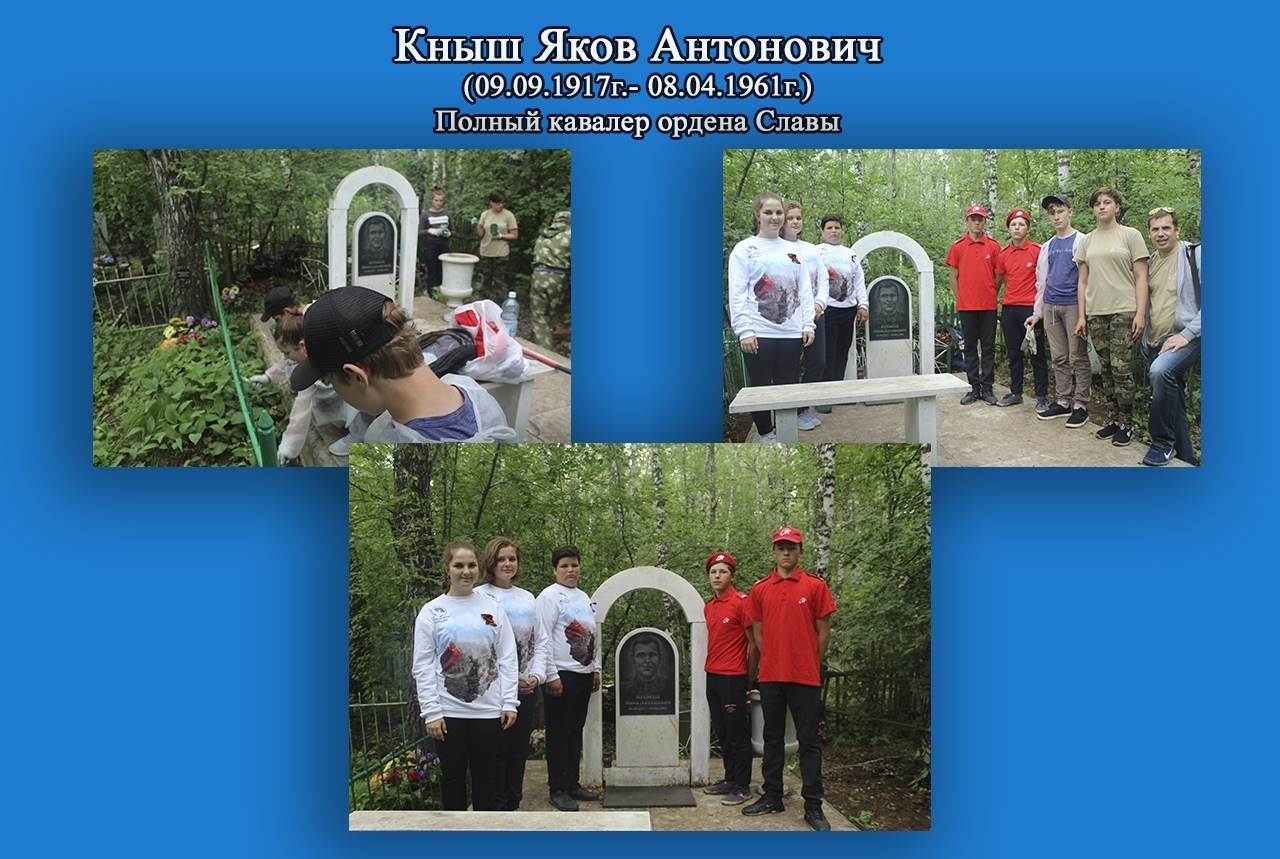 Кныш Яков Антонович
(09.09.1917г.- 08.04.1961г.)
Полный кавалер ордена Славы